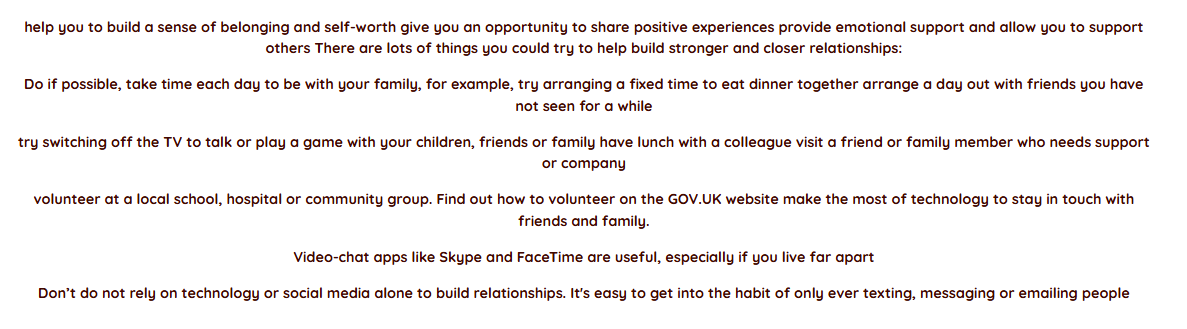 help you to build a sense of belonging and self-worth give you an opportunity to share positive experiences provide emotional support and allow you to support
others There are lots of things you could try to help build stronger and closer relationships:
Do if possible, take time each day to be with your family, for example, try arranging a fixed time to eat dinner together arrange a day out with friends you have
not seen for a while
try switching off the TV to talk or play a game with your children, friends or family have lunch with a colleague visit a friend or family member who needs support
or company
volunteer at a local school, hospital or community group. Find out how to volunteer on the GOV.UK website make the most of technology to stay in touch with
friends and family.
Video-chat apps like Skype and FaceTime are useful, especially if you live far apart
Don’t do not rely on technology or social media alone to build relationships. It's easy to get into the habit of only ever texting, messaging or emailing people